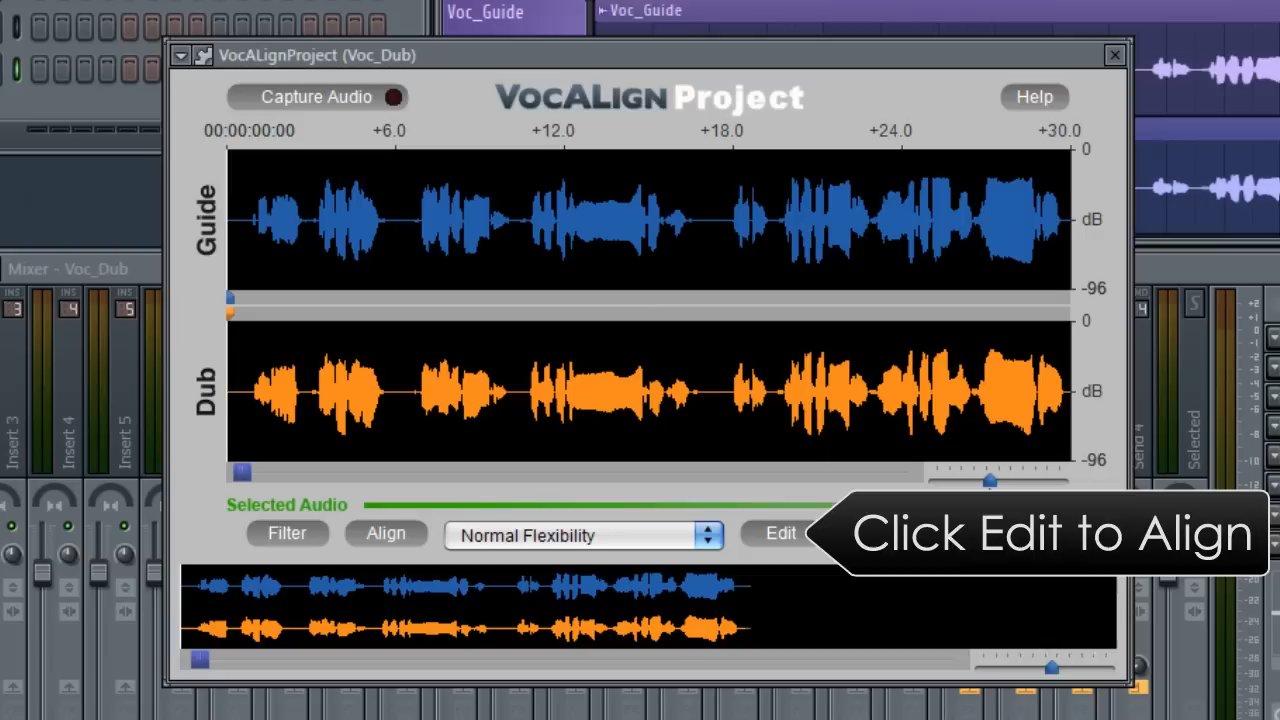 Voc_Guide
Voc_Guide
VocALignProject (Voc_Dub)
Capture Audio
VOCALIGN Project
Help
00:00:00:00 +6.0 +12.0 +18.0 +24.0 +30.0
Guide
0
dB
-96
Dub
0
dB
-96
Mixer - Voc_Dub
INS INS INS
3 4 5
Insert 3
Insert 4
Insert 5
4
S
Send 4
Selected
Selected Audio
Filter
Align
Normal Flexibility
Edit
Click Edit to Align